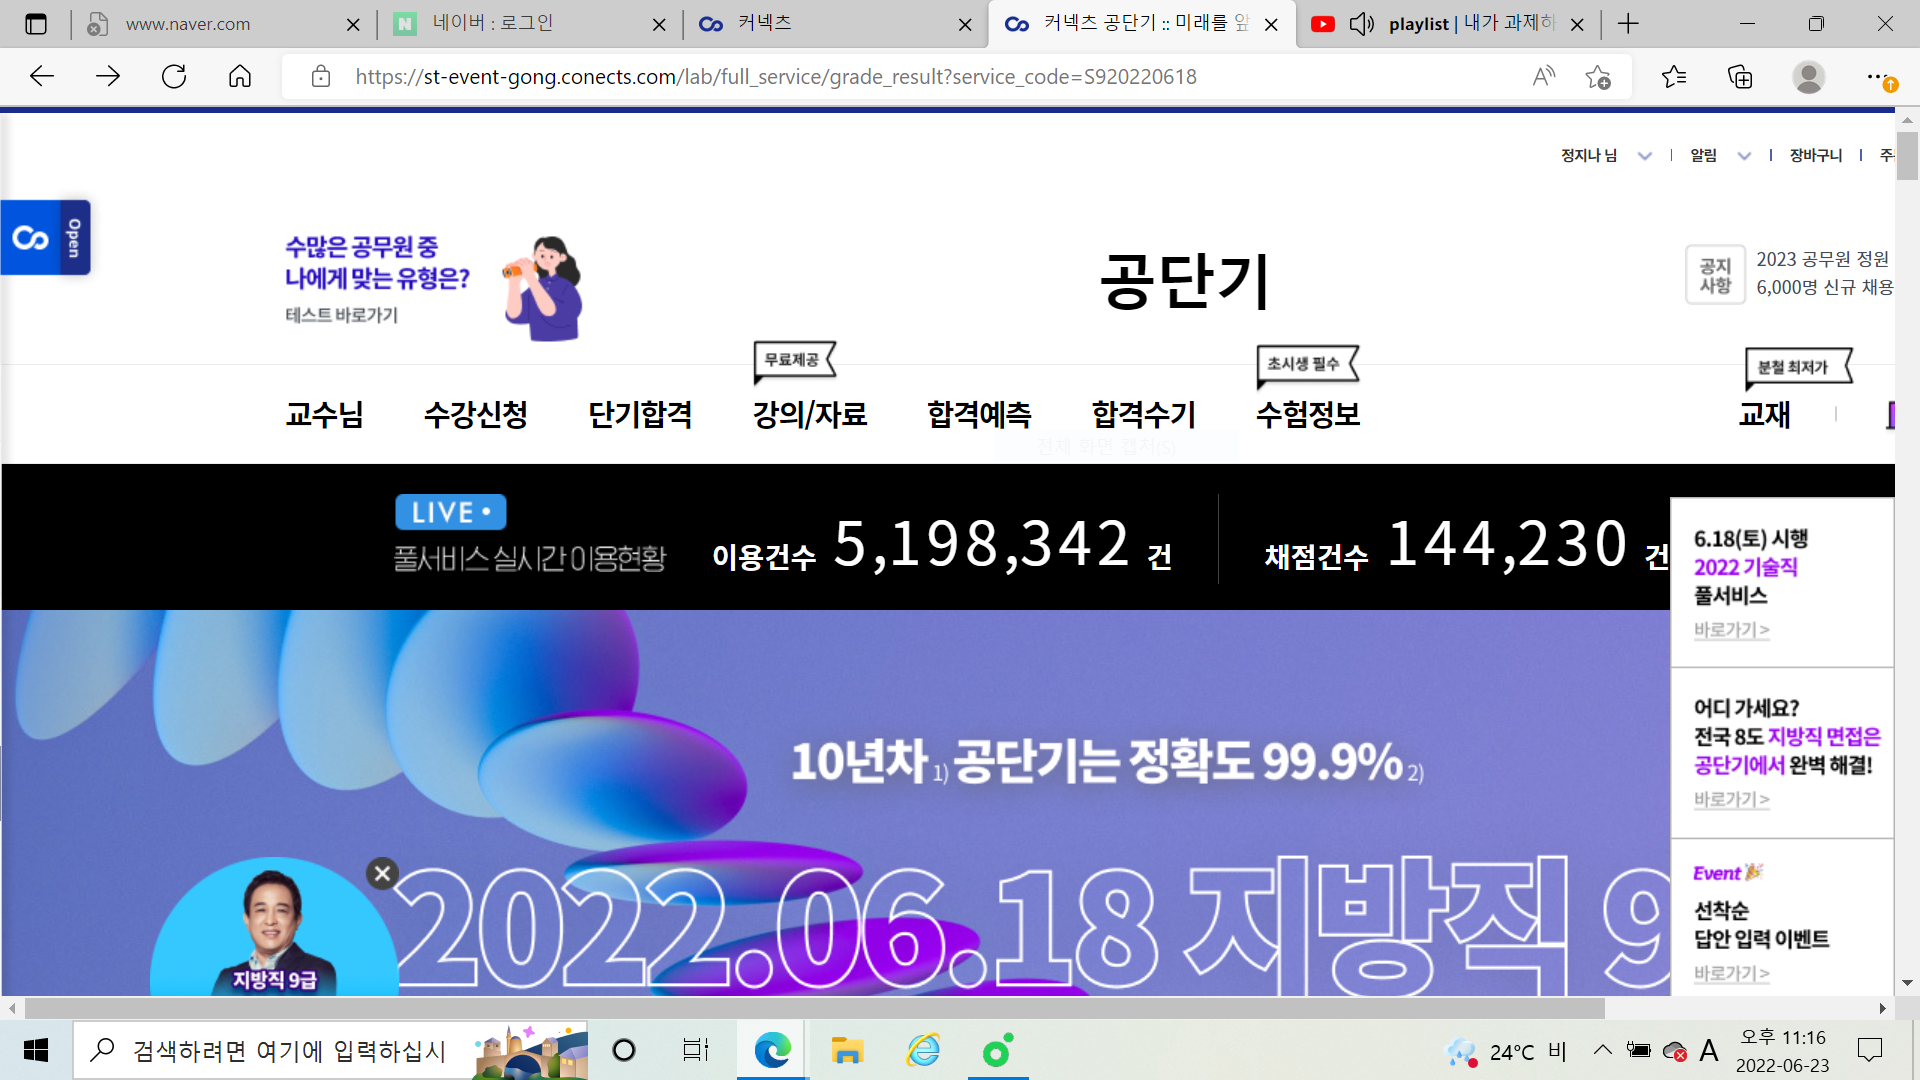 www.naver.com
네이버 : 로그인
커넥츠
커넥츠 공단기 :: 미래를 앞
playlist | 내가 과제하
https://st-event-gong.conects.com/lab/full_service/grade_result?service_code=S920220618
정지나 님
알림
장바구니
Open
수많은 공무원 중
나에게 맞는 유형은?
테스트 바로가기
공단기
공지
사항
2023 공무원 정원
6,000명 신규 채용
무료제공
초시생 필수
분철 최저가
교수님
수강신청
단기합격
강의/자료
합격예측
합격수기
수험정보
교재
전체 화면 캡처(S)
LIVE
풀서비스 실시간 이용현황
이용건수 5,198,342 건
채점건수 144,230 건
6.18(토) 시행
2022 기술직
풀서비스
바로가기 >
어디 가세요?
전국 8도 지방직 면접은
공단기에서 완벽 해결!
바로가기 >
10년차 1) 공단기는 정확도 99.9% 2)
2022.06.18 지방직 9
지방직 9급
Event
선착순
답안 입력 이벤트
바로가기 >
검색하려면 여기에 입력하십시
24°C 비
A
오후 11:16
2022-06-23